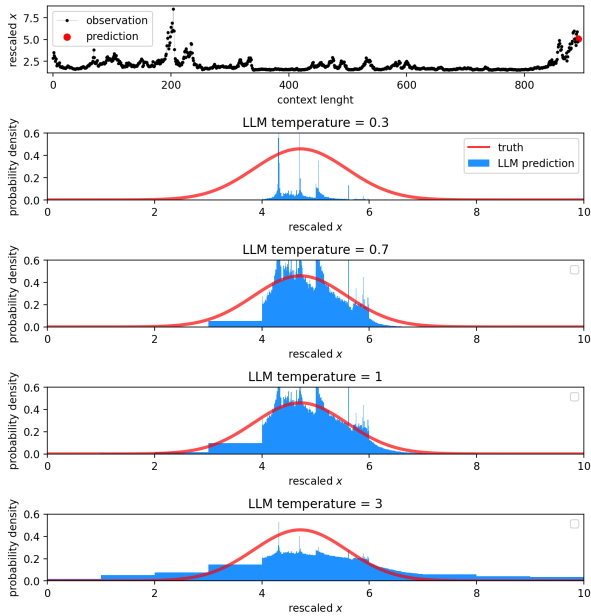 rescaled x
7.5
5.0
2.5
observation
prediction
0
200
400
600
800
context lenght
LLM temperature = 0.3
probability density
0.6
0.4
0.2
0.0
truth
LLM prediction
0
2
4
6
8
10
rescaled x
LLM temperature = 0.7
probability density
0.6
0.4
0.2
0.0
0
2
4
6
8
10
rescaled x
LLM temperature = 1
probability density
0.6
0.4
0.2
0.0
0
2
4
6
8
10
rescaled x
LLM temperature = 3
probability density
0.6
0.4
0.2
0.0
0
2
4
6
8
10
rescaled x